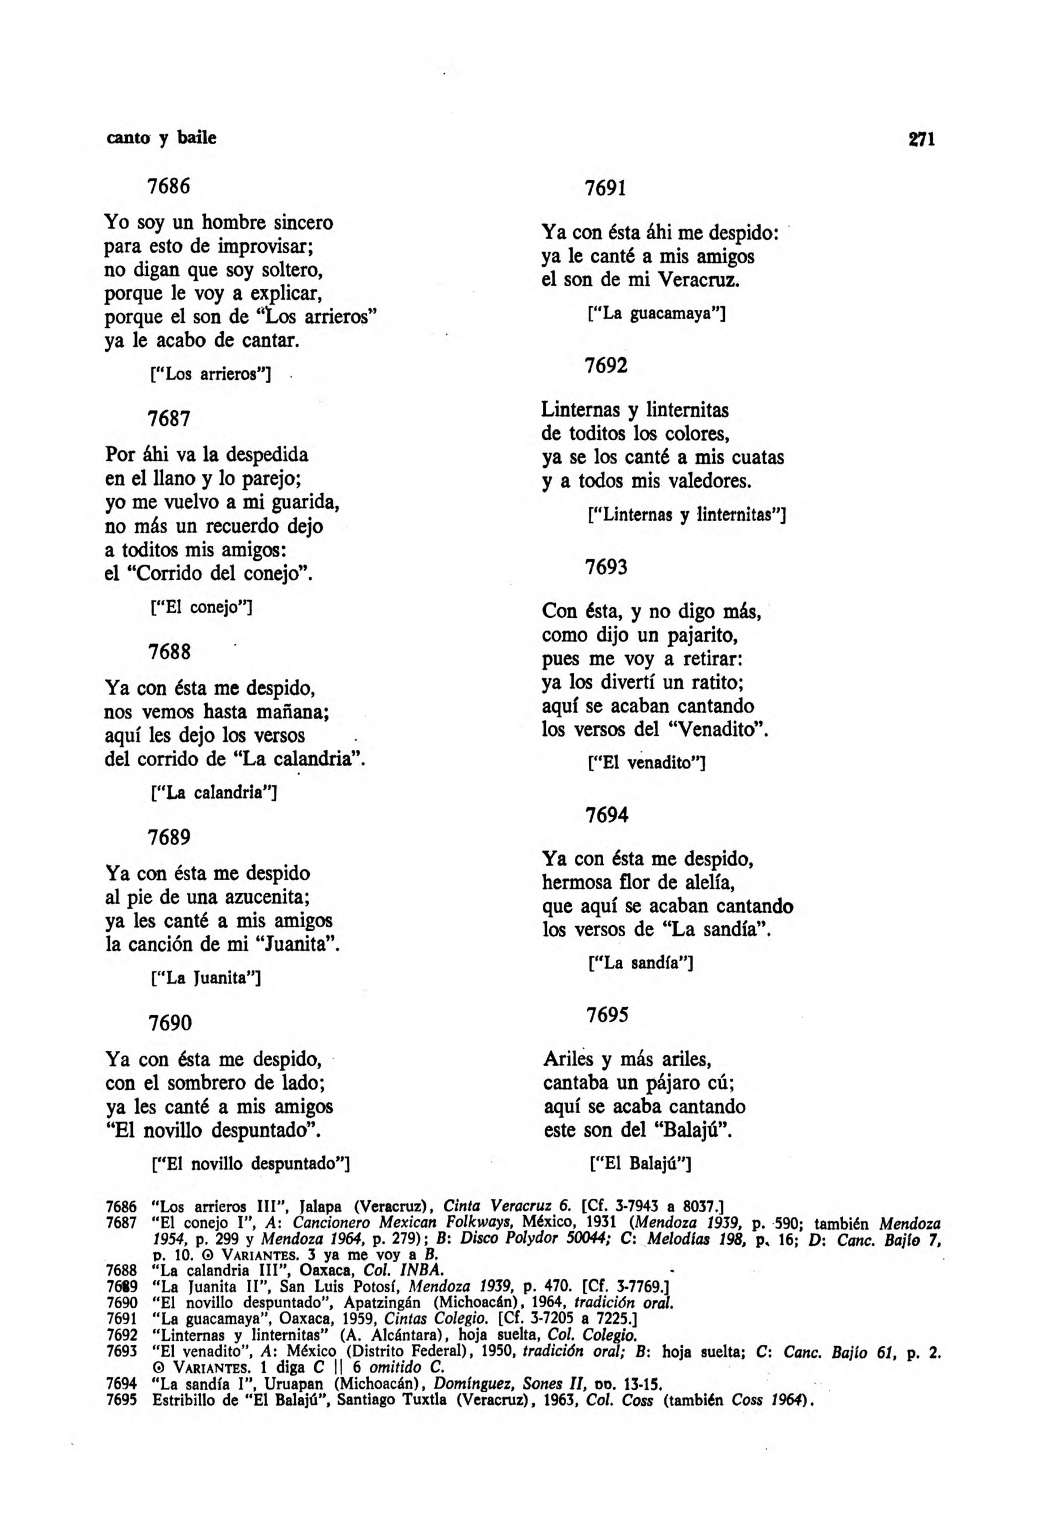 canto y baile 271
7686
Yo soy un hombre sincero
para esto de improvisar;
no digan que soy soltero,
porque le voy a explicar,
porque el son de “Los arrieros”
ya le acabo de cantar.
[“Los arrieros”]
7687
Por áhi va la despedida
en el llano y lo parejo;
yo me vuelvo a mi guarida,
no más un recuerdo dejo
a toditos mis amigos:
el “Corrido del conejo”.
[“El conejo”]
7688
Ya con ésta me despido,
nos vemos hasta mañana;
aquí les dejo los versos
del corrido de “La calandria”.
[“La calandria”]
7689
Ya con ésta me despido
al pie de una azucenita;
ya les canté a mis amigos
la canción de mi “Juanita”.
[“La Juanita”]
7690
Ya con ésta me despido,
con el sombrero de lado;
ya les canté a mis amigos
“El novillo despuntado”.
[“El novillo despuntado”]
7691
Ya con ésta áhi me despido:
ya le canté a mis amigos
el son de mi Veracruz.
[“La guacamaya”]
7692
Linternas y linternitas
de toditos los colores,
ya se los canté a mis cuatas
y a todos mis valedores.
[“Linternas y linternitas”]
7693
Con ésta, y no digo más,
como dijo un pajarito,
pues me voy a retirar:
ya los divertí un ratito;
aquí se acaban cantando
los versos del “Venadito”.
[“El venadito”]
7694
Ya con ésta me despido,
hermosa flor de alelía,
que aquí se acaban cantando
los versos de “La sandía”.
[“La sandía”]
7695
Ariles y más ariles,
cantaba un pájaro cú;
aquí se acaba cantando
este son del “Balajú”.
[“El Balajú”]
7686 “Los arrieros III”, Jalapa (Veracruz), Cinta Veracruz 6. [Cf. 3-7943 a 8037.]
7687 “El conejo I”, A: Cancionero Mexican Folkways, México, 1931 (Mendoza 1939, p. 590; también Mendoza
1954, p. 299 y Mendoza 1964, p. 279); B: Disco Polydor 50044; C: Melodías 198, p. 16; D: Canc. Bajío 7,
p. 10. ⊙ VARIANTES. 3 ya me voy a B.
7688 “La calandria III”, Oaxaca, Col. INBA.
7689 “La Juanita II”, San Luis Potosí, Mendoza 1939, p. 470. [Cf. 3-7769.]
7690 “El novillo despuntado”, Apatzingán (Michoacán), 1964, tradición oral.
7691 “La guacamaya”, Oaxaca, 1959, Cintas Colegio. [Cf. 3-7205 a 7225.]
7692 “Linternas y linternitas” (A. Alcántara), hoja suelta, Col. Colegio.
7693 “El venadito”, A: México (Distrito Federal), 1950, tradición oral; B: hoja suelta; C: Canc. Bajío 61, p. 2.
⊙ VARIANTES. 1 diga C || 6 omitido C.
7694 “La sandía I”, Uruapan (Michoacán), Domínguez, Sones II, pp. 13-15.
7695 Estribillo de “El Balajú”, Santiago Tuxtla (Veracruz), 1963, Col. Coss (también Coss 1964).